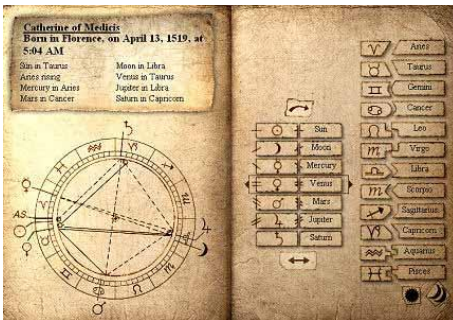 Catherine of Medicis
Born in Florence, on April 13, 1519, at
5:04 AM
Sun in Taurus
Moon in Libra
Aries rising
Venus in Taurus
Mercury in Aries
Jupiter in Libra
Mars in Cancer
Saturn in Capricorn
AS
Sun
Moon
Mercury
Venus
Mars
Jupiter
Saturn
Aries
Taurus
Gemini
Cancer
Leo
Virgo
Libra
Scorpio
Sagittarius
Capricorn
Aquarius
Pisces